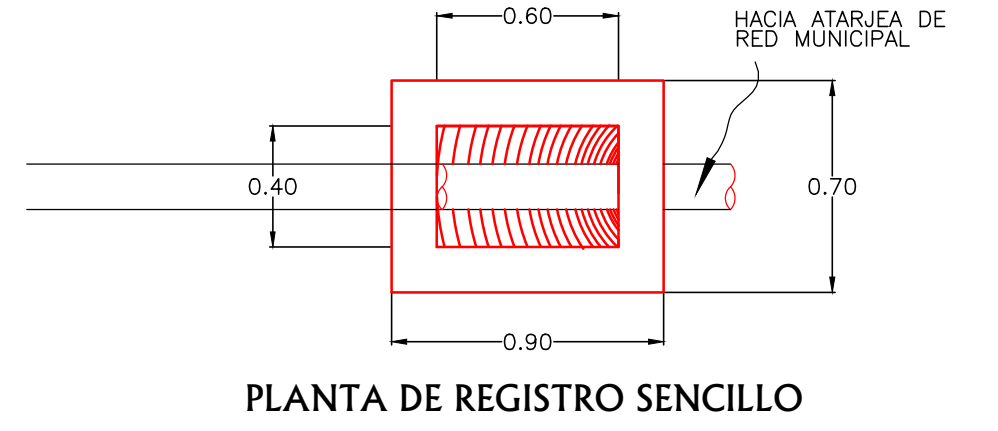 0.60
HACIA ATARJEA DE
RED MUNICIPAL
0.40
0.70
0.90
PLANTA DE REGISTRO SENCILLO